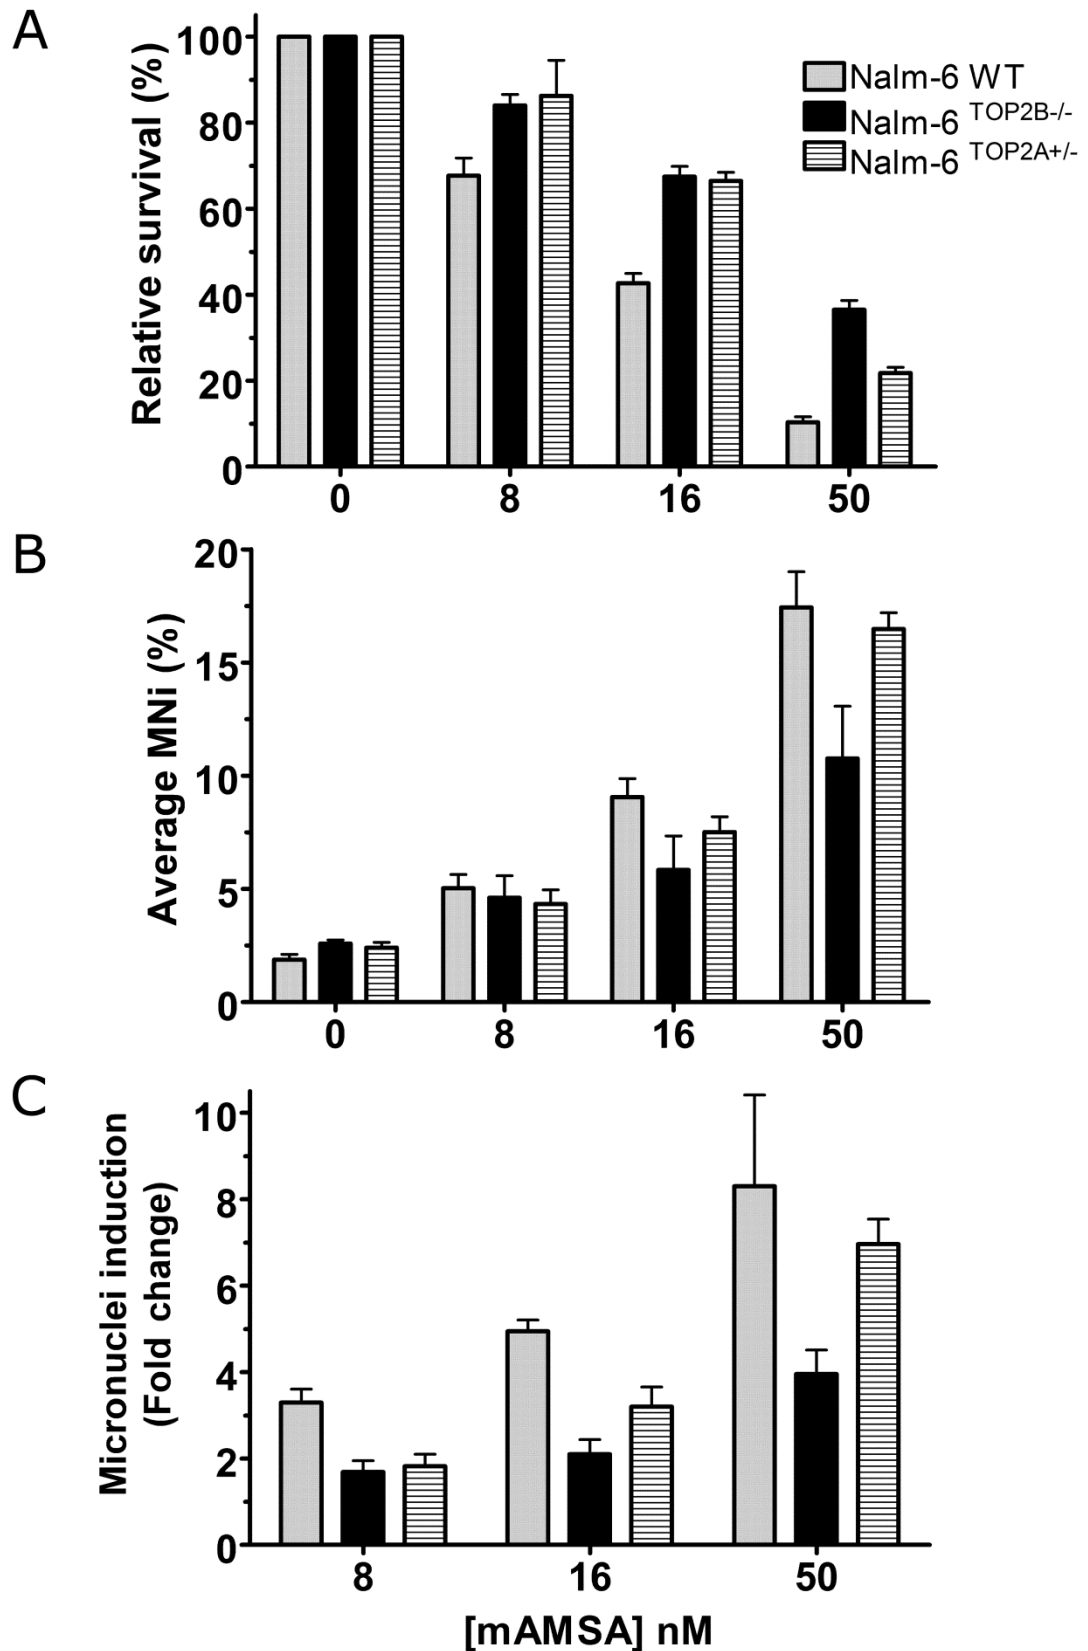 A
Relative survival (%)
100
80
60
40
20
0
0 8 16 50
Nalm-6 WT
Nalm-6 TOP2B-/-
Nalm-6 TOP2A+/-
B
Average MNi (%)
20
15
10
5
0
0 8 16 50
C
Micronuclei induction
(Fold change)
10
8
6
4
2
0
8 16 50
[mAMSA] nM